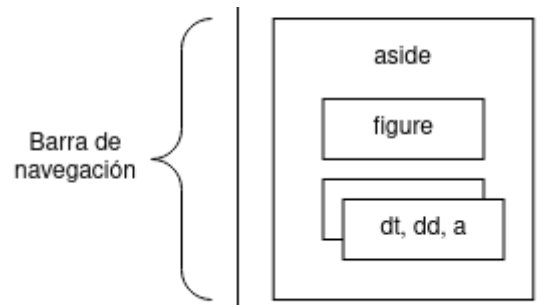 aside
figure
Barra de
navegación
dt, dd, a